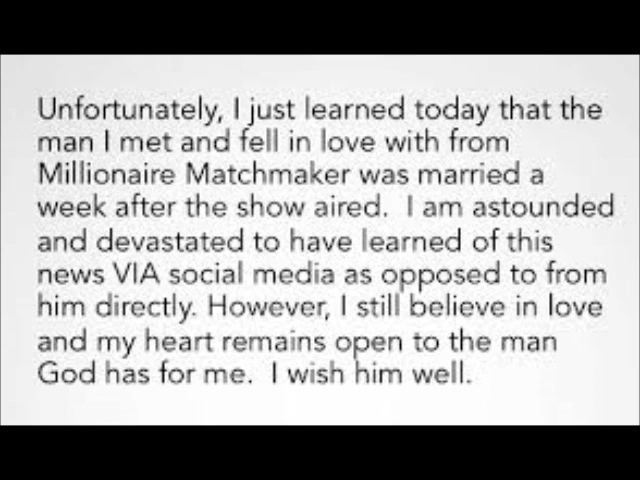 Unfortunately, I just learned today that the
man I met and fell in love with from
Millionaire Matchmaker was married a
week after the show aired.  I am astounded
and devastated to have learned of this
news VIA social media as opposed to from
him directly. However, I still believe in love
and my heart remains open to the man
God has for me.  I wish him well.